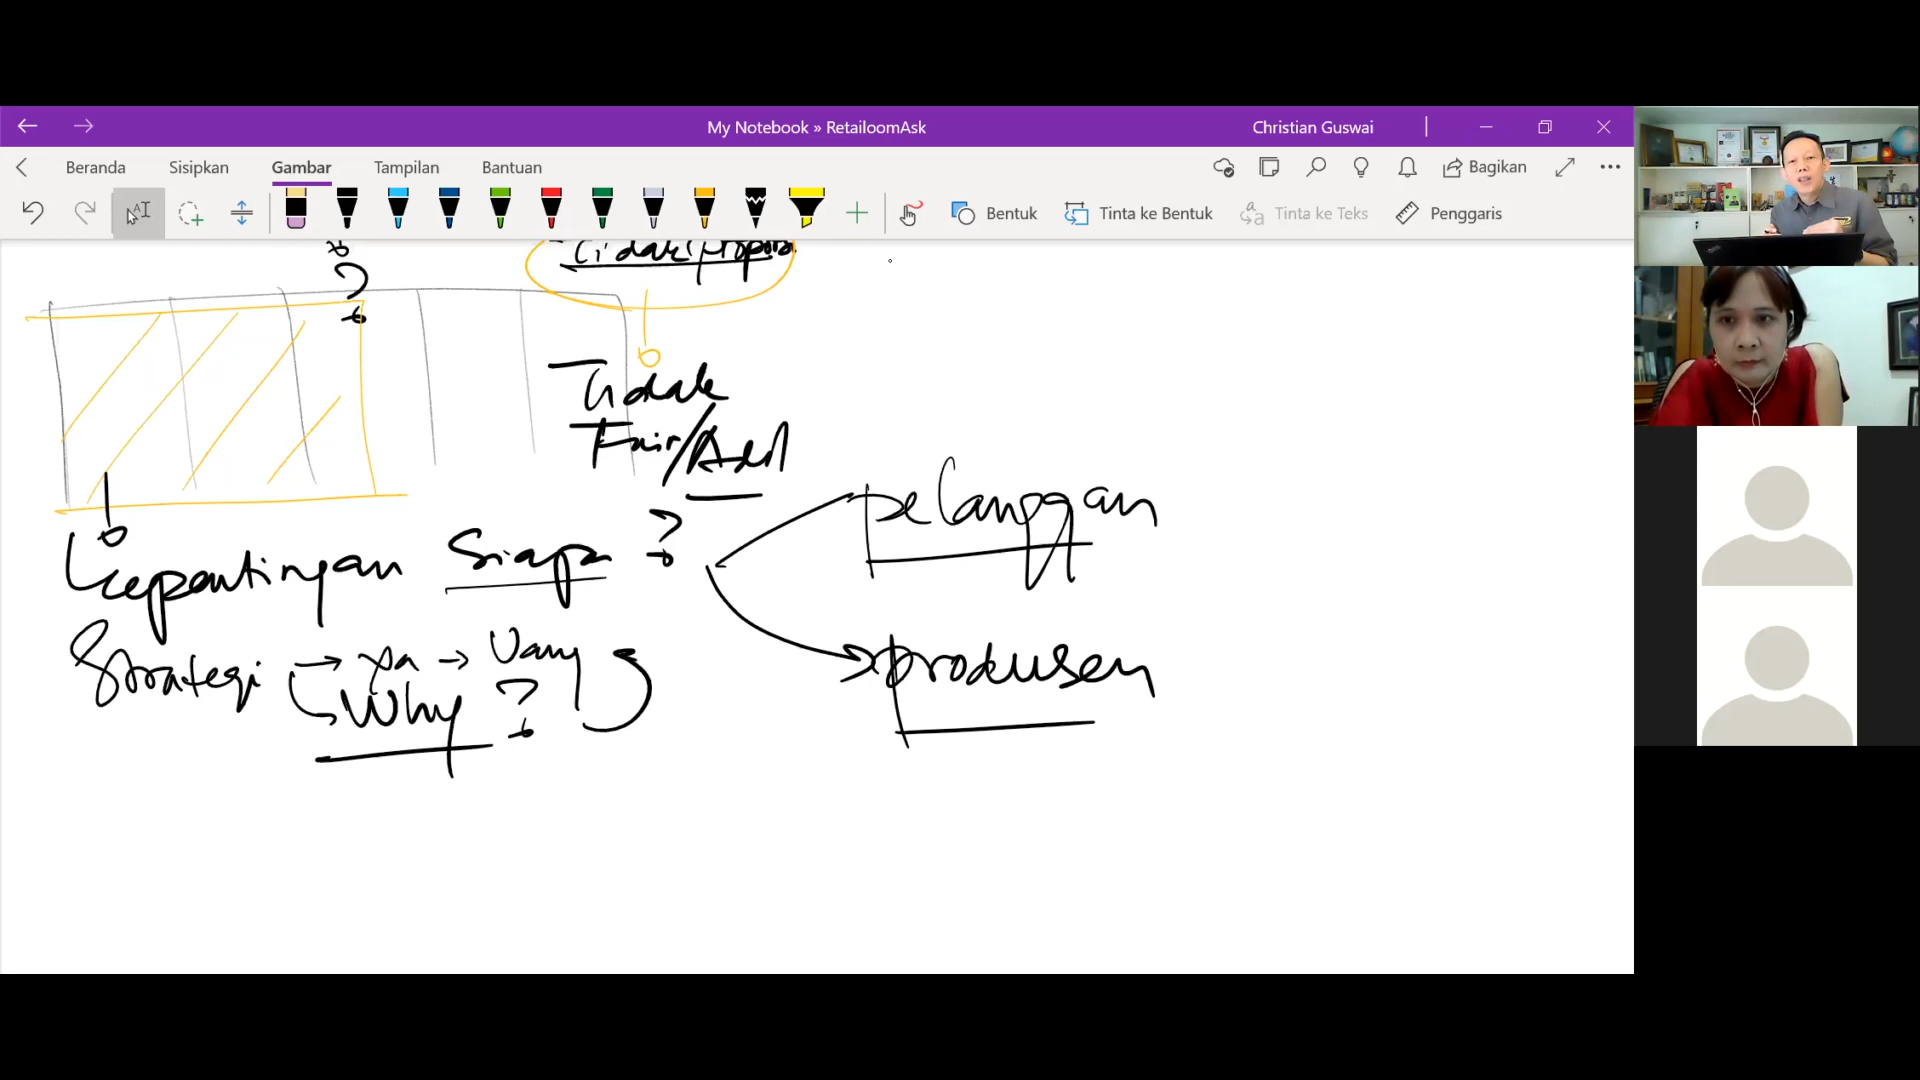 My Notebook » RetailoomAsk
Christian Guswai
Beranda
Sisipkan
Gambar
Tampilan
Bantuan
Bagikan
Bentuk
Tinta ke Bentuk
Tinta ke Teks
Penggaris
?
Tidak
Fair/Adil
Kepentingan Siapa ?
pelanggan
produsen
Strategi → ya → Uang
Why ?